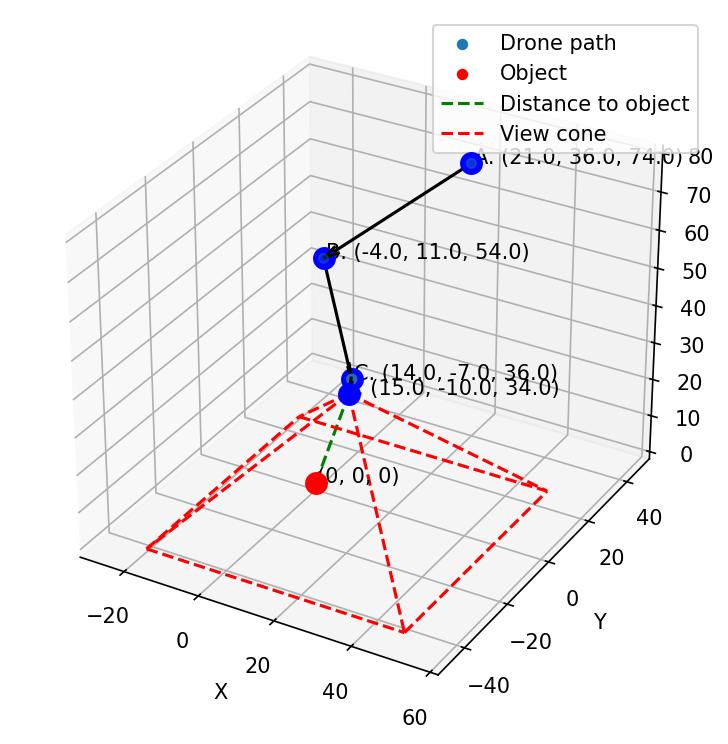 Drone path
Object
Distance to object
View cone
A. (21.0, 36.0, 74.0)
B. (-4.0, 11.0, 54.0)
C. (14.0, -7.0, 36.0)
(15.0, -10.0, 34.0)
0, 0, 0)
80
70
60
50
40
30
20
10
0
−20
0
20
40
60
X
40
20
0
−20
−40
Y